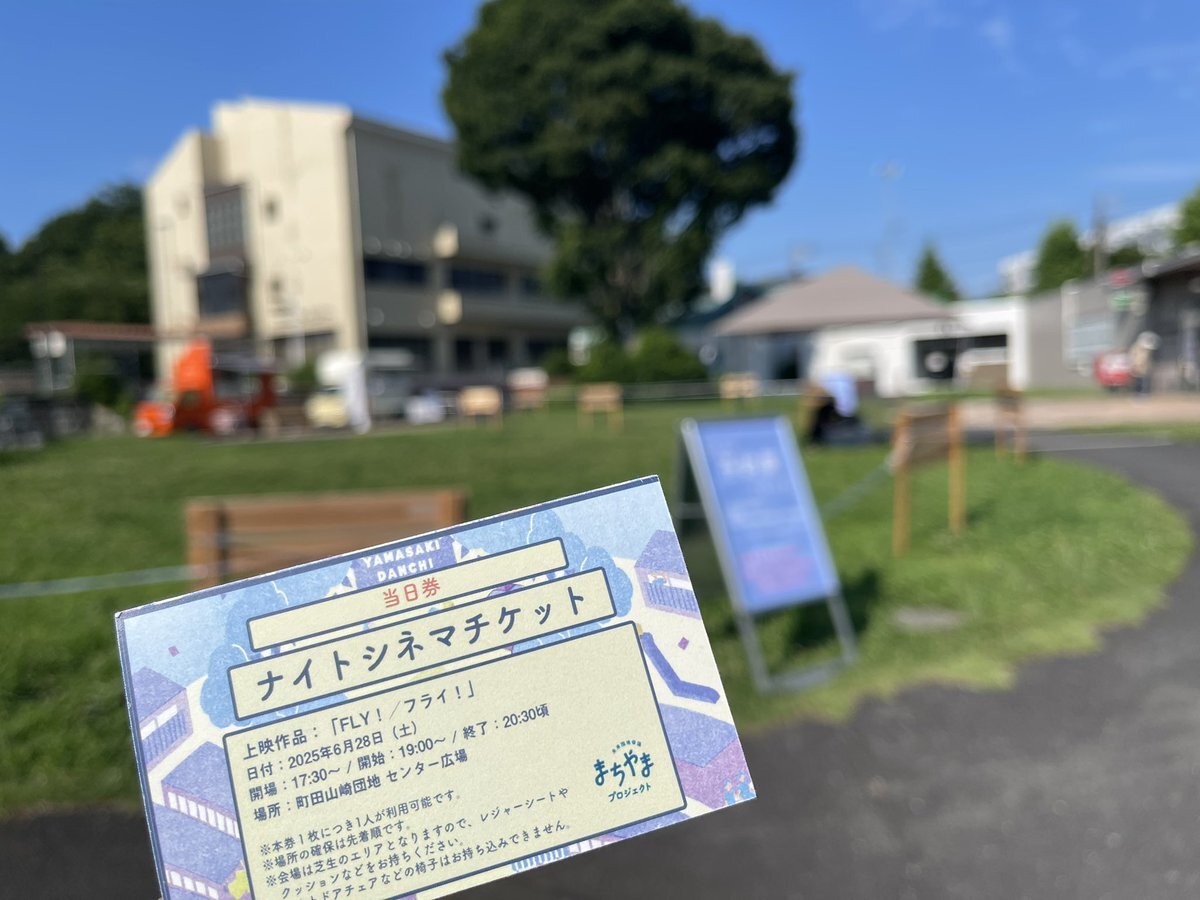 YAMASAKI
DANCHI
当日券
ナイトシネマチケット
上映作品：「FLY！／フライ！」
日付：2025年6月28日（土）
開場：17:30〜 / 開始：19:00〜 / 終了：20:30頃
場所：町田山崎団地 センター広場
まちやま
プロジェクト
※本券1枚につき1人が利用可能です。
※場所の確保は先着順です。
※会場は芝生のエリアとなりますので、レジャーシートや
クッションなどをお持ちください。
トドアチェアなどの椅子はお持ち込みできません。